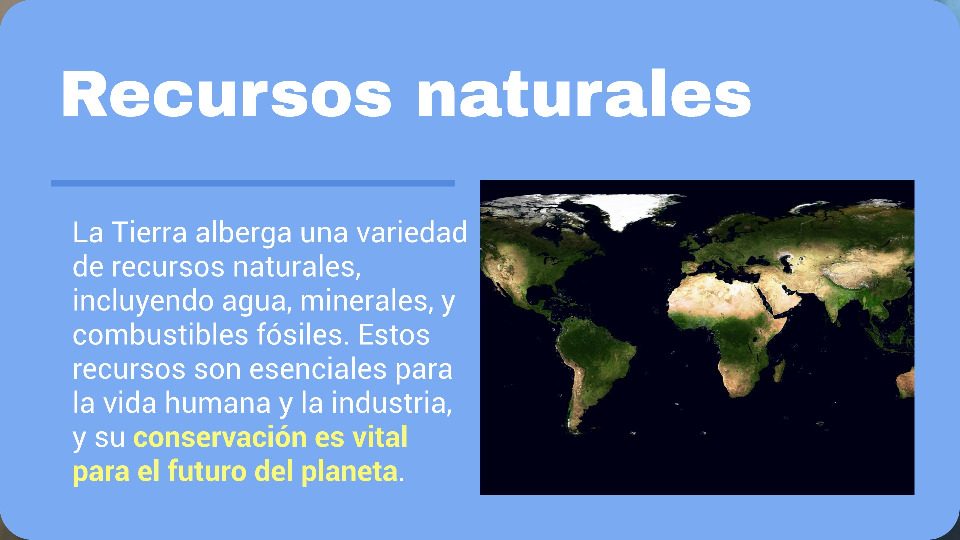 Recursos naturales
La Tierra alberga una variedad
de recursos naturales,
incluyendo agua, minerales, y
combustibles fósiles. Estos
recursos son esenciales para
la vida humana y la industria,
y su conservación es vital
para el futuro del planeta.